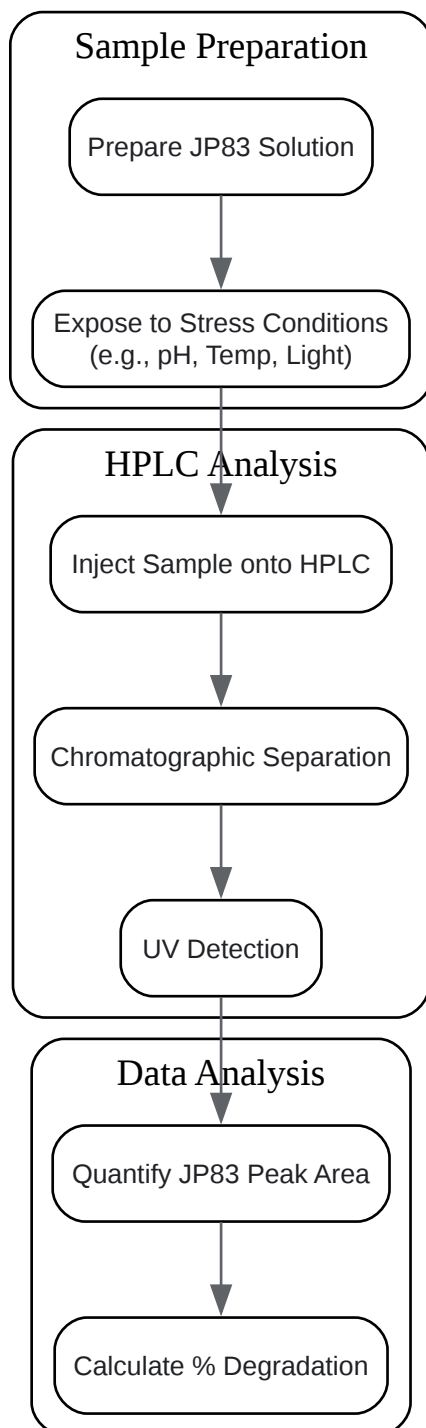 Sample Preparation
Prepare JP83 Solution
Expose to Stress Conditions
(e.g., pH, Temp, Light)
HPLC Analysis
Inject Sample onto HPLC
Chromatographic Separation
UV Detection
Data Analysis
Quantify JP83 Peak Area
Calculate % Degradation